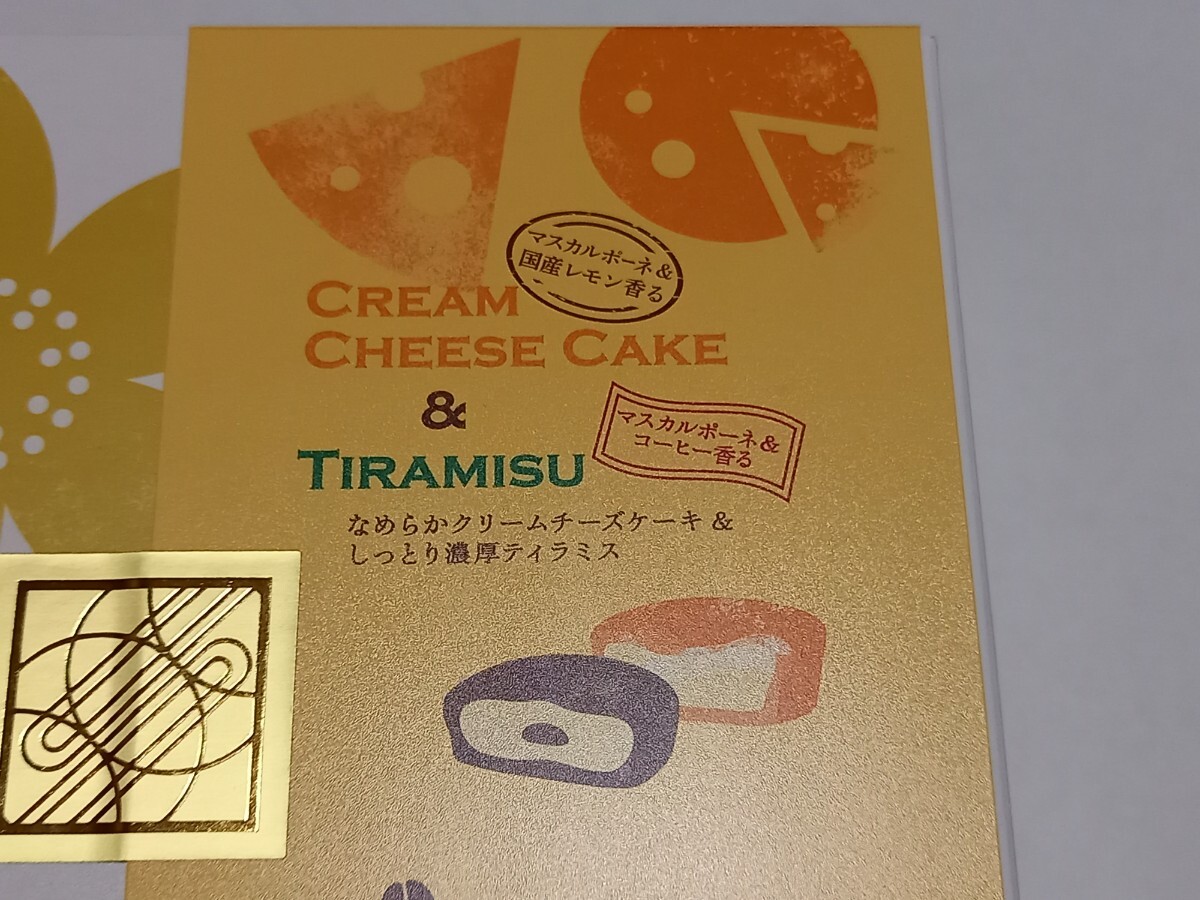 マスカルポーネ&
国産レモン香る
CREAM
CHEESE CAKE
&
TIRAMISU
マスカルポーネ&
コーヒー香る
なめらかクリームチーズケーキ &
しっとり濃厚ティラミス